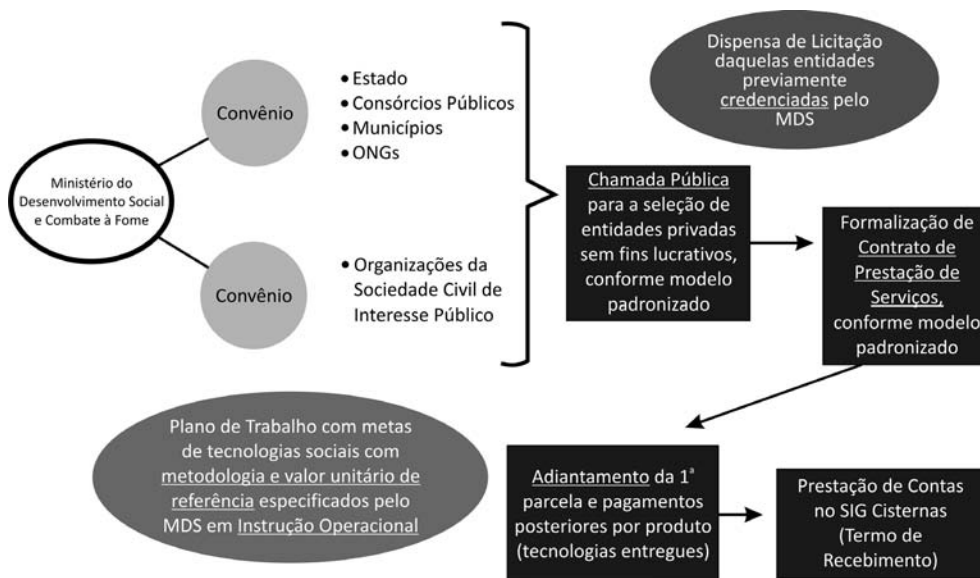 Ministério do
Desenvolvimento Social
e Combate à Fome
Convênio
• Estado
• Consórcios Públicos
• Municípios
• ONGs
Convênio
• Organizações da
Sociedade Civil de
Interesse Público
Dispensa de Licitação
daquelas entidades
previamente
credenciadas pelo
MDS
Chamada Pública
para a seleção de
entidades privadas
sem fins lucrativos,
conforme modelo
padronizado
Formalização de
Contrato de
Prestação de
Serviços,
conforme modelo
padronizado
Plano de Trabalho com metas
de tecnologias sociais com
metodologia e valor unitário de
referência especificados pelo
MDS em Instrução Operacional
Adiantamento da 1ª
parcela e pagamentos
posteriores por produto
(tecnologias entregues)
Prestação de Contas
no SIG Cisternas
(Termo de
Recebimento)